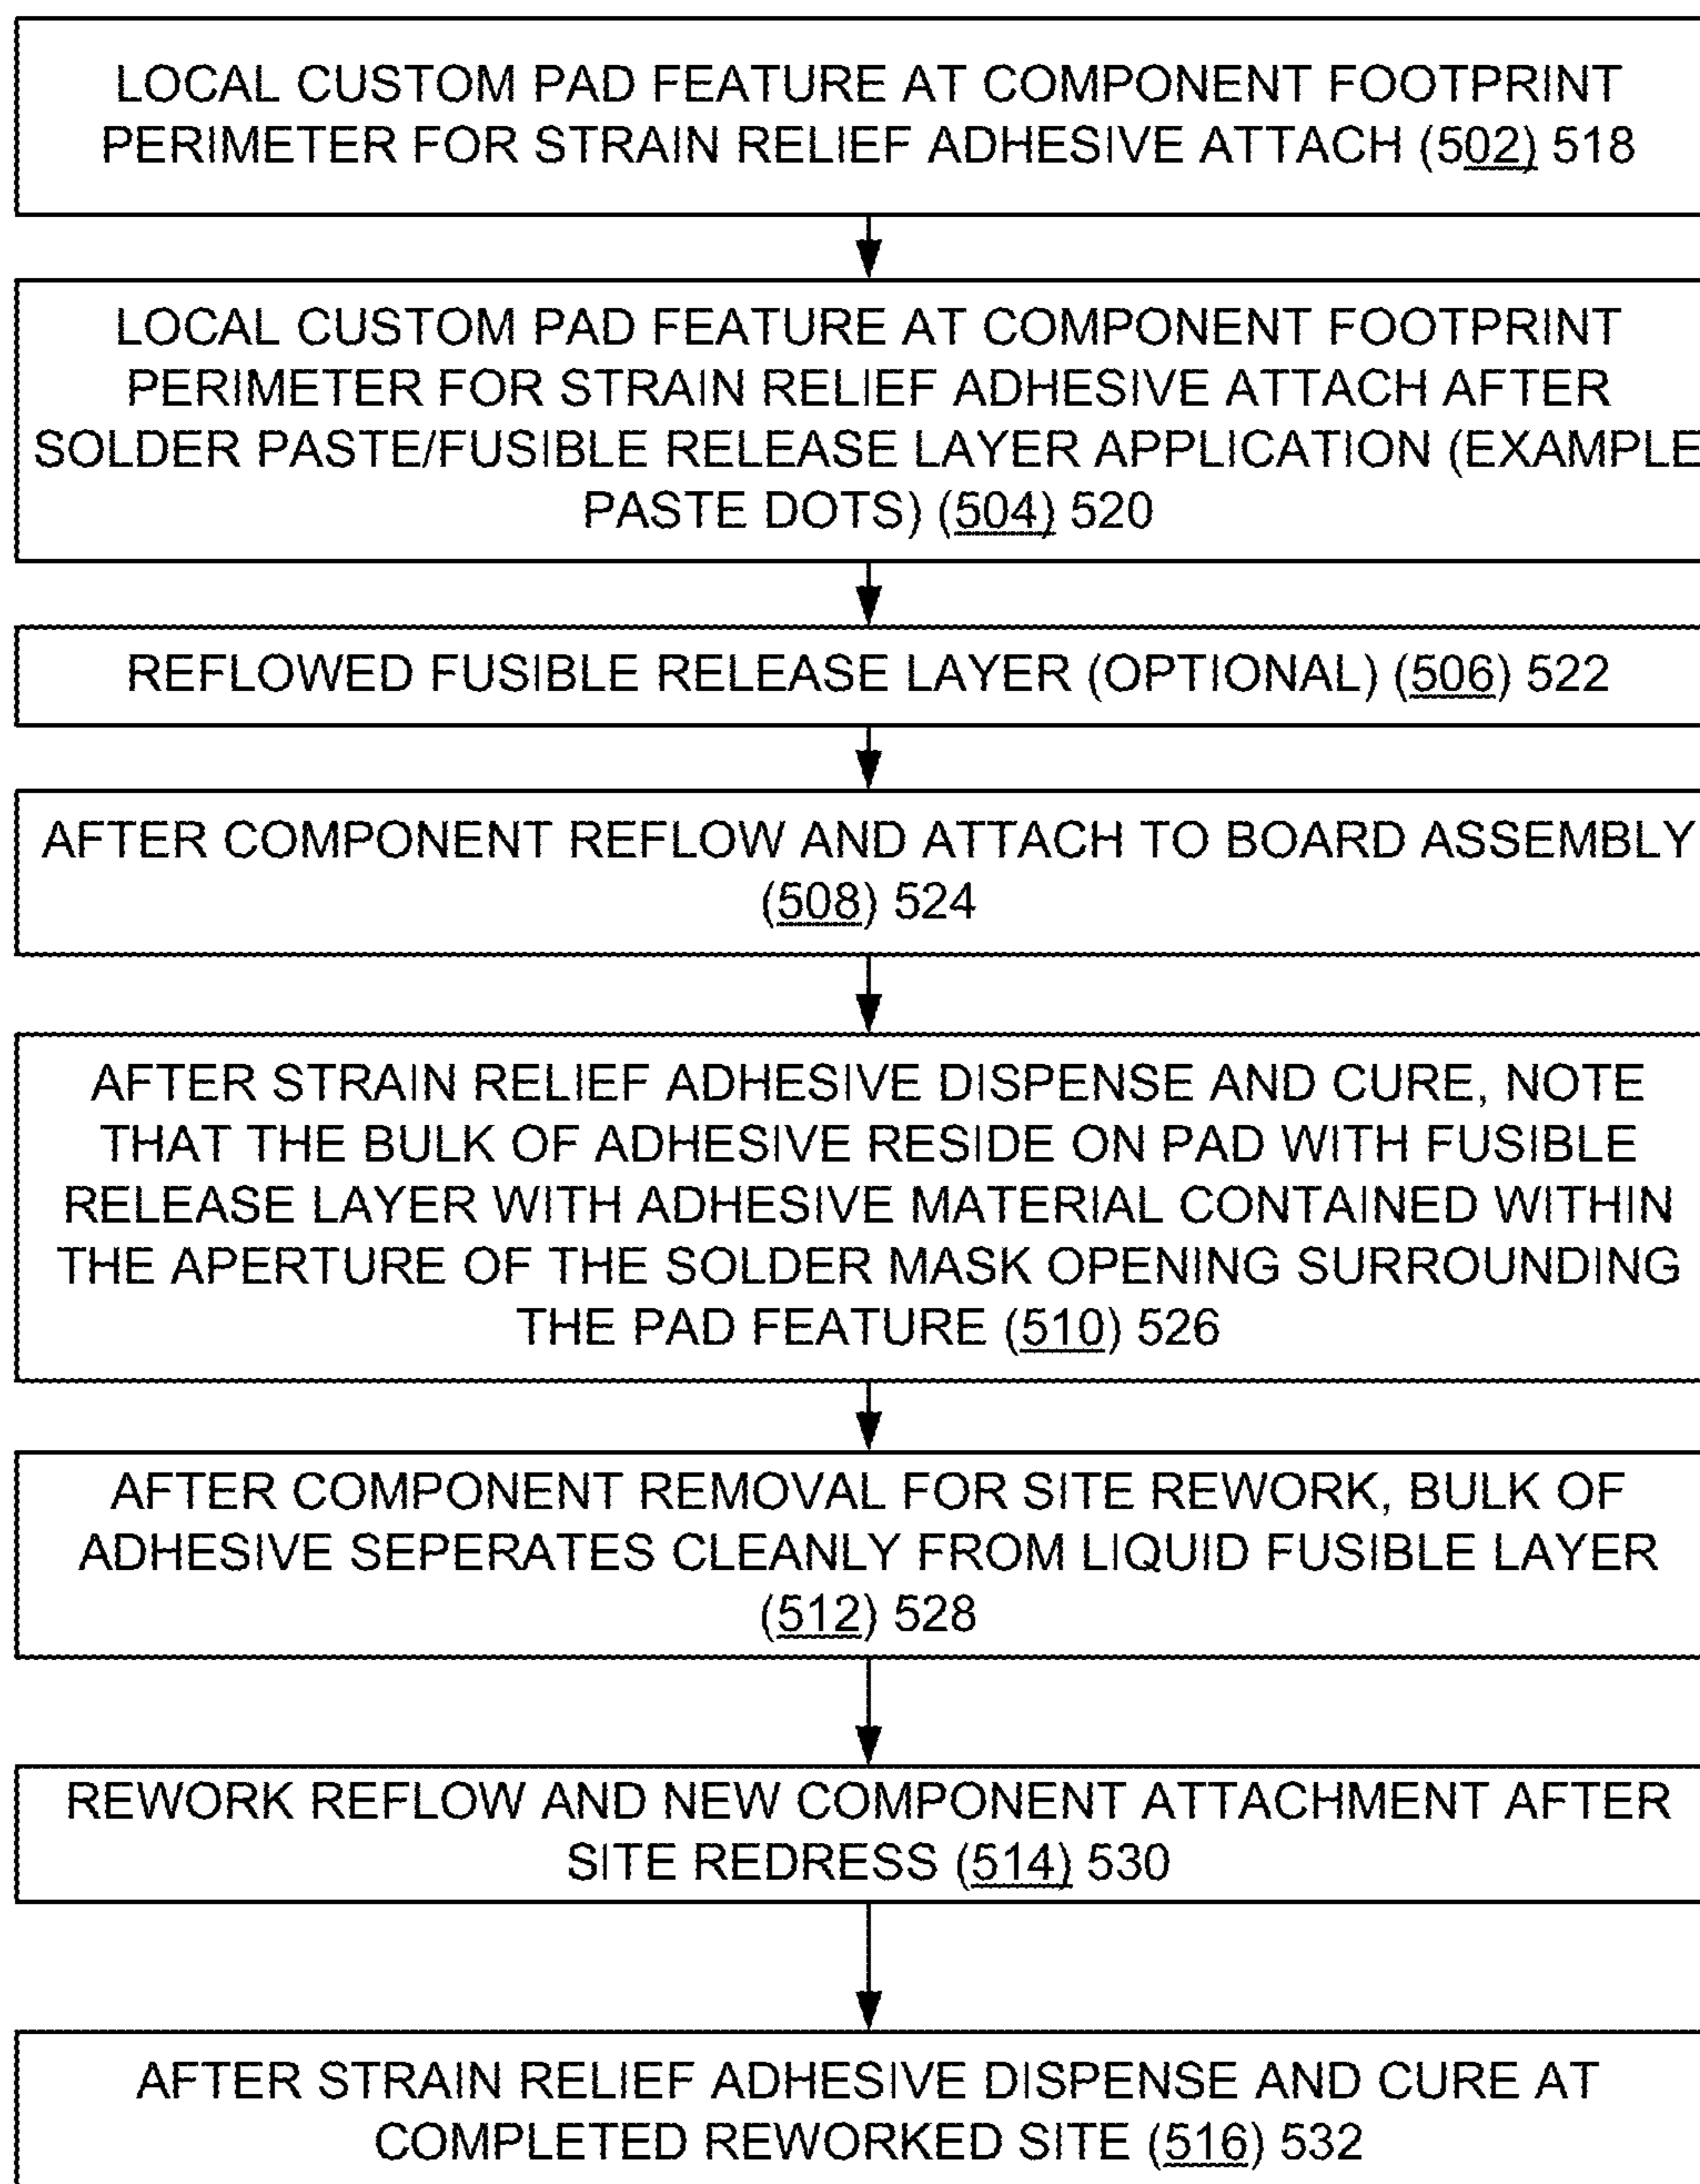 LOCAL CUSTOM PAD FEATURE AT COMPONENT FOOTPRINT
PERIMETER FOR STRAIN RELIEF ADHESIVE ATTACH (502) 518
LOCAL CUSTOM PAD FEATURE AT COMPONENT FOOTPRINT
PERIMETER FOR STRAIN RELIEF ADHESIVE ATTACH AFTER
SOLDER PASTE/FUSIBLE RELEASE LAYER APPLICATION (EXAMPLE
PASTE DOTS) (504) 520
REFLOWED FUSIBLE RELEASE LAYER (OPTIONAL) (506) 522
AFTER COMPONENT REFLOW AND ATTACH TO BOARD ASSEMBLY
(508) 524
AFTER STRAIN RELIEF ADHESIVE DISPENSE AND CURE, NOTE
THAT THE BULK OF ADHESIVE RESIDE ON PAD WITH FUSIBLE
RELEASE LAYER WITH ADHESIVE MATERIAL CONTAINED WITHIN
THE APERTURE OF THE SOLDER MASK OPENING SURROUNDING
THE PAD FEATURE (510) 526
AFTER COMPONENT REMOVAL FOR SITE REWORK, BULK OF
ADHESIVE SEPERATES CLEANLY FROM LIQUID FUSIBLE LAYER
(512) 528
REWORK REFLOW AND NEW COMPONENT ATTACHMENT AFTER
SITE REDRESS (514) 530
AFTER STRAIN RELIEF ADHESIVE DISPENSE AND CURE AT
COMPLETED REWORKED SITE (516) 532